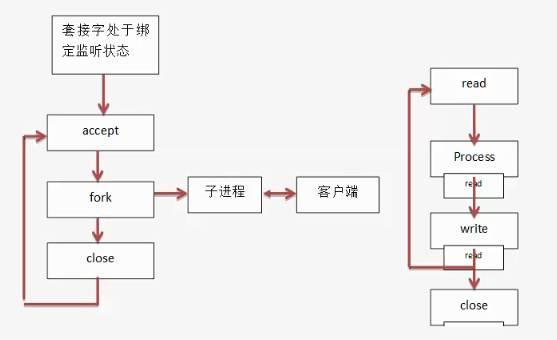 套接字处于绑
定监听状态
accept
fork
子进程
客户端
close
read
Process
read
write
read
close